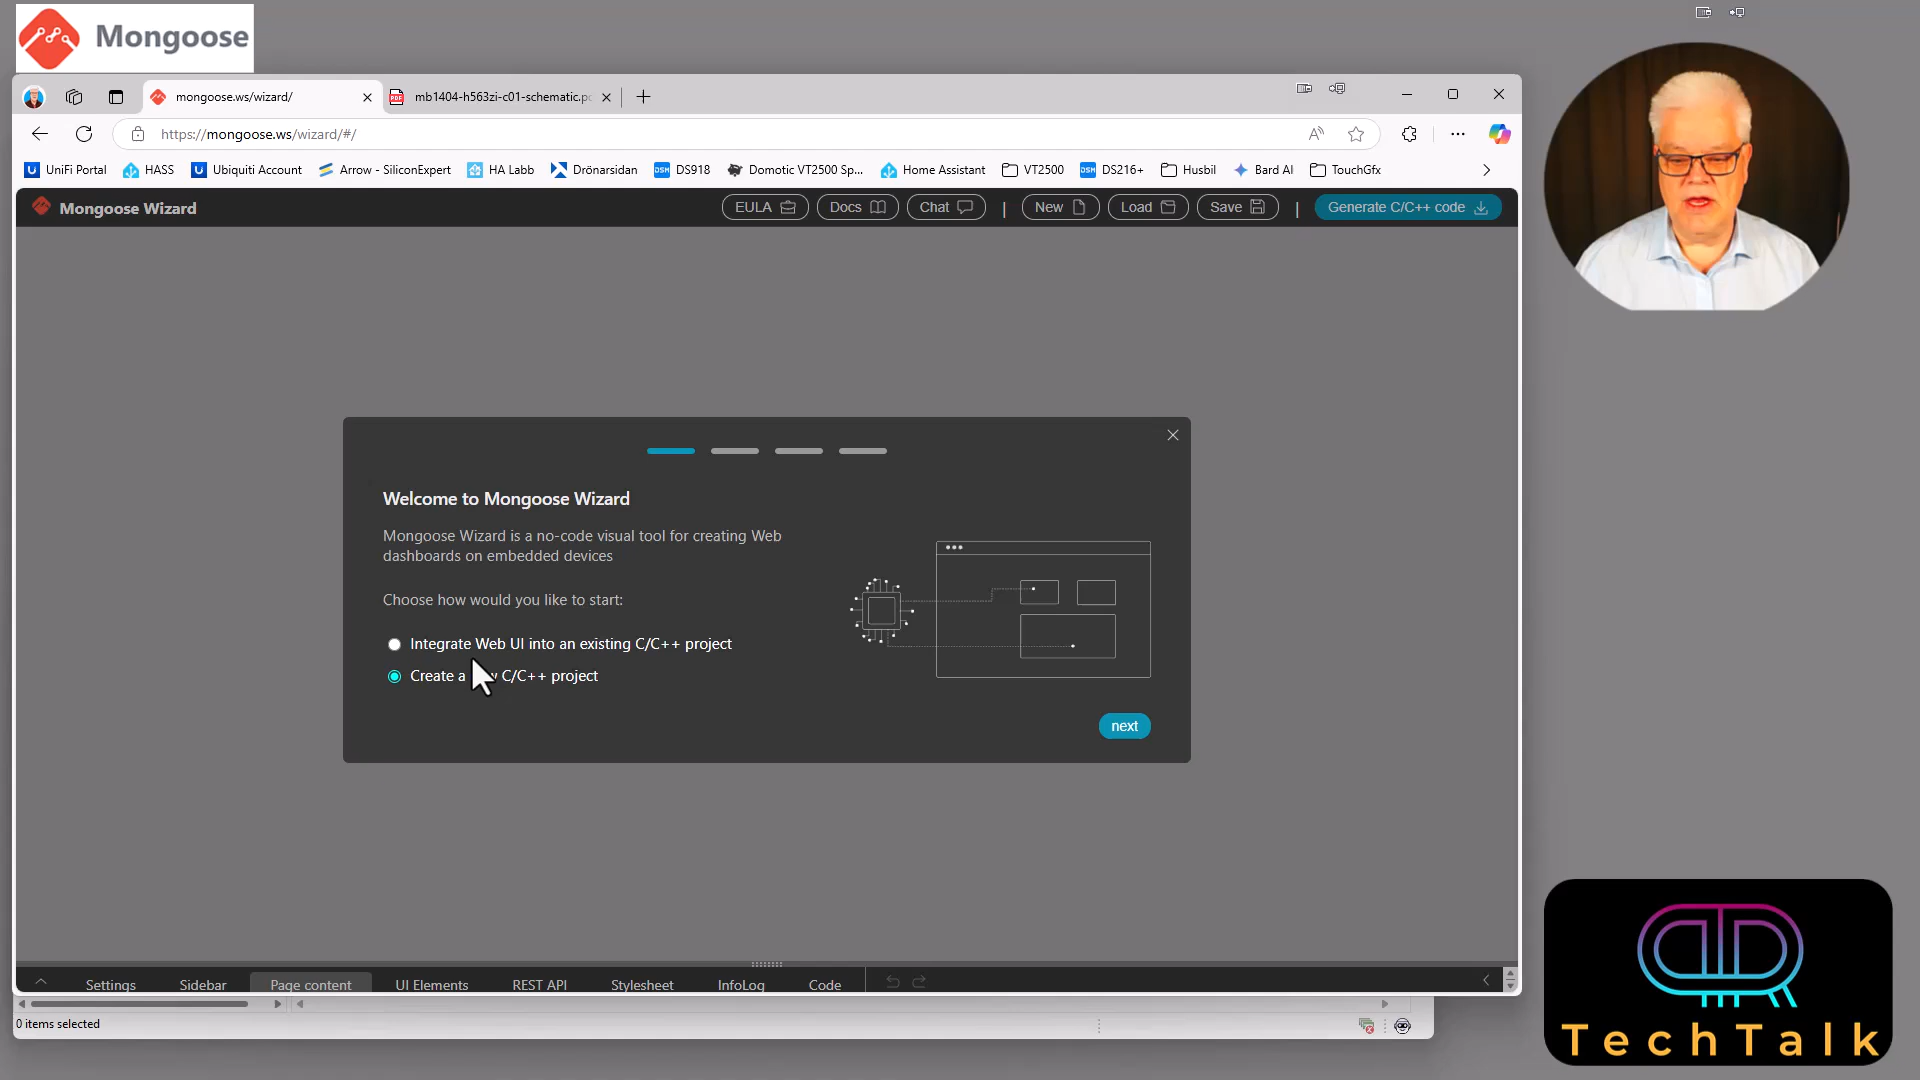 Mongoose
mongoose.ws/wizard/
mb1404-h563zi-c01-schematic.p
https://mongoose.ws/wizard/#/
UniFi Portal
HASS
Ubiquiti Account
Arrow - SiliconExpert
HA Labb
Drönarsidan
DS918
Domotic VT2500 Sp...
Home Assistant
VT2500
DS216+
Husbil
Bard AI
TouchGfx
Mongoose Wizard
EULA
Docs
Chat
New
Load
Save
Generate C/C++ code
Welcome to Mongoose Wizard
Mongoose Wizard is a no-code visual tool for creating Web
dashboards on embedded devices
Choose how would you like to start:
Integrate Web UI into an existing C/C++ project
Create a C/C++ project
next
Settings
Sidebar
Page content
UI Elements
REST API
Stylesheet
InfoLog
Code
0 items selected
TechTalk